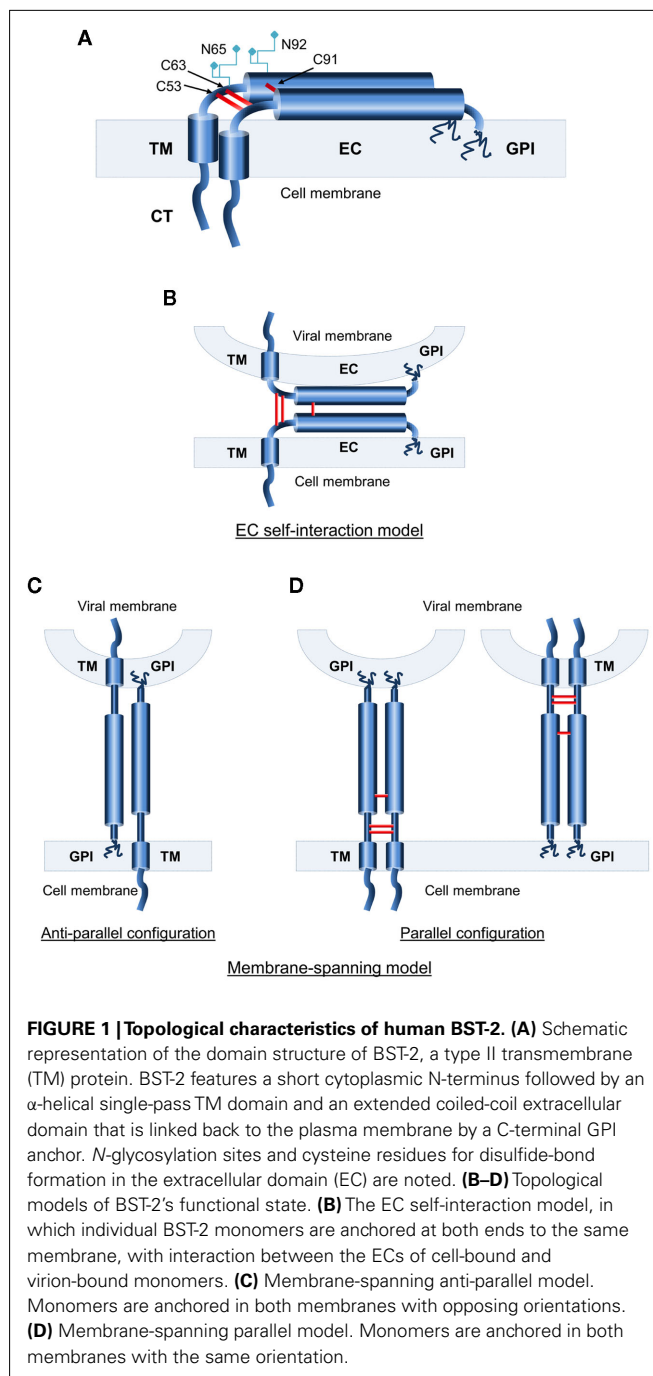 A
N65
N92
C63
C91
C53
TM
EC
GPI
Cell membrane
CT
B
Viral membrane
GPI
TM
EC
TM
EC
GPI
Cell membrane
EC self-interaction model
C
D
Viral membrane
Viral membrane
TM
GPI
GPI
TM
GPI
TM
TM
GPI
Cell membrane
Cell membrane
Anti-parallel configuration
Parallel configuration
Membrane-spanning model
FIGURE 1 | Topological characteristics of human BST-2. (A) Schematic
representation of the domain structure of BST-2, a type II transmembrane
(TM) protein. BST-2 features a short cytoplasmic N-terminus followed by an
α-helical single-pass TM domain and an extended coiled-coil extracellular
domain that is linked back to the plasma membrane by a C-terminal GPI
anchor. N-glycosylation sites and cysteine residues for disulfide-bond
formation in the extracellular domain (EC) are noted. (B–D) Topological
models of BST-2's functional state. (B) The EC self-interaction model, in
which individual BST-2 monomers are anchored at both ends to the same
membrane, with interaction between the ECs of cell-bound and
virion-bound monomers. (C) Membrane-spanning anti-parallel model.
Monomers are anchored in both membranes with opposing orientations.
(D) Membrane-spanning parallel model. Monomers are anchored in both
membranes with the same orientation.